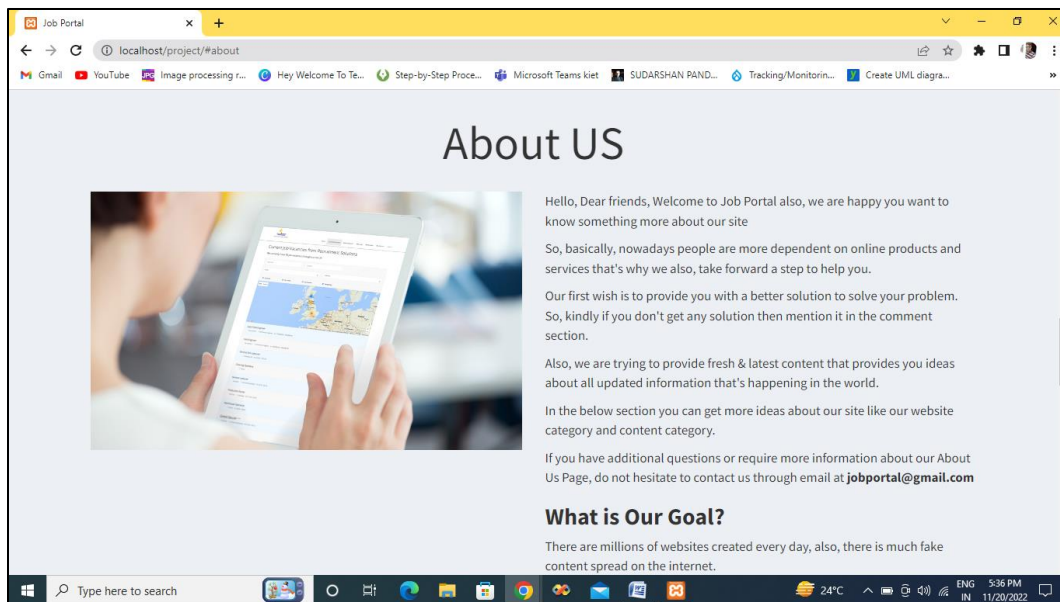 Job Portal
localhost/project/#about
Gmail
YouTube
JPG
Image processing r...
Hey Welcome To Te...
Step-by-Step Proce...
Microsoft Teams kiet
SUDARSHAN PAND...
Tracking/Monitorin...
Create UML diagra...
»
About US
Hello, Dear friends, Welcome to Job Portal also, we are happy you want to
know something more about our site
So, basically, nowadays people are more dependent on online products and
services that's why we also, take forward a step to help you.
Our first wish is to provide you with a better solution to solve your problem.
So, kindly if you don't get any solution then mention it in the comment
section.
Also, we are trying to provide fresh & latest content that provides you ideas
about all updated information that's happening in the world.
In the below section you can get more ideas about our site like our website
category and content category.
If you have additional questions or require more information about our About
Us Page, do not hesitate to contact us through email at jobportal@gmail.com
What is Our Goal?
There are millions of websites created every day, also, there is much fake
content spread on the internet.
Type here to search
24°C
ENG
IN
5:36 PM
11/20/2022